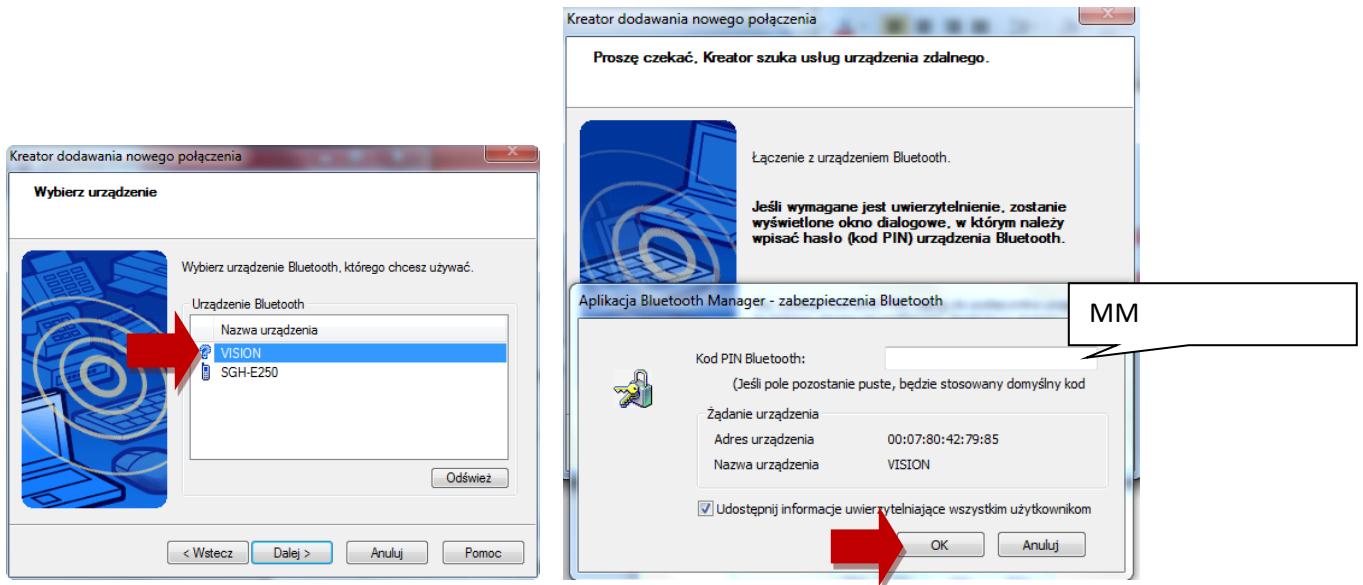 Kreator dodawania nowego połączenia
Wybierz urządzenie
Wybierz urządzenie Bluetooth, którego chcesz używać.
Urządzenie Bluetooth
Nazwa urządzenia
VISION
SGH-E250
Odśwież
< Wstecz
Dalej >
Anuluj
Pomoc
Kreator dodawania nowego połączenia
Proszę czekać, Kreator szuka usług urządzenia zdalnego.
Łączenie z urządzeniem Bluetooth.
Jeśli wymagane jest uwierzytelnienie, zostanie
wyświetlone okno dialogowe, w którym należy
wpisać hasło (kod PIN) urządzenia Bluetooth.
Aplikacja Bluetooth Manager - zabezpieczenia Bluetooth
MM
Kod PIN Bluetooth:
(Jeśli pole pozostanie puste, będzie stosowany domyślny kod
Żądanie urządzenia
Adres urządzenia 00:07:80:42:79:85
Nazwa urządzenia VISION
Udostępnij informacje uwierzytelniające wszystkim użytkownikom
OK
Anuluj